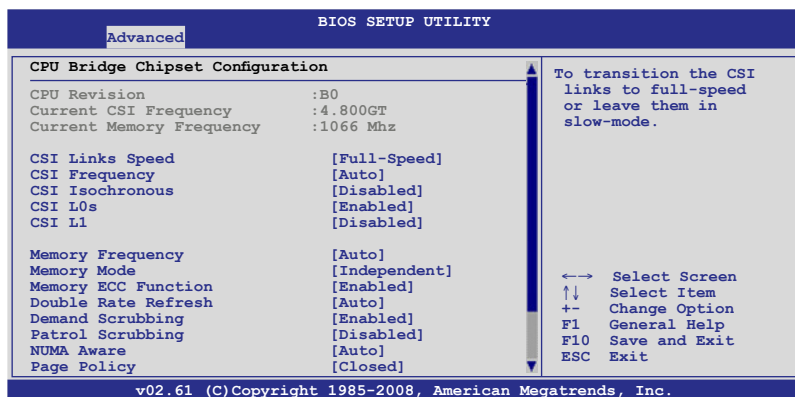 BIOS SETUP UTILITY
Advanced
CPU Bridge Chipset Configuration
CPU Revision :B0
Current CSI Frequency :4.800GT
Current Memory Frequency :1066 Mhz
CSI Links Speed [Full-Speed]
CSI Frequency [Auto]
CSI Isochronous [Disabled]
CSI L0s [Enabled]
CSI L1 [Disabled]
Memory Frequency [Auto]
Memory Mode [Independent]
Memory ECC Function [Enabled]
Double Rate Refresh [Auto]
Demand Scrubbing [Enabled]
Patrol Scrubbing [Disabled]
NUMA Aware [Auto]
Page Policy [Closed]
To transition the CSI
links to full-speed
or leave them in
slow-mode.
←→ Select Screen
↑↓ Select Item
+- Change Option
F1 General Help
F10 Save and Exit
ESC Exit
v02.61 (C)Copyright 1985-2008, American Megatrends, Inc.